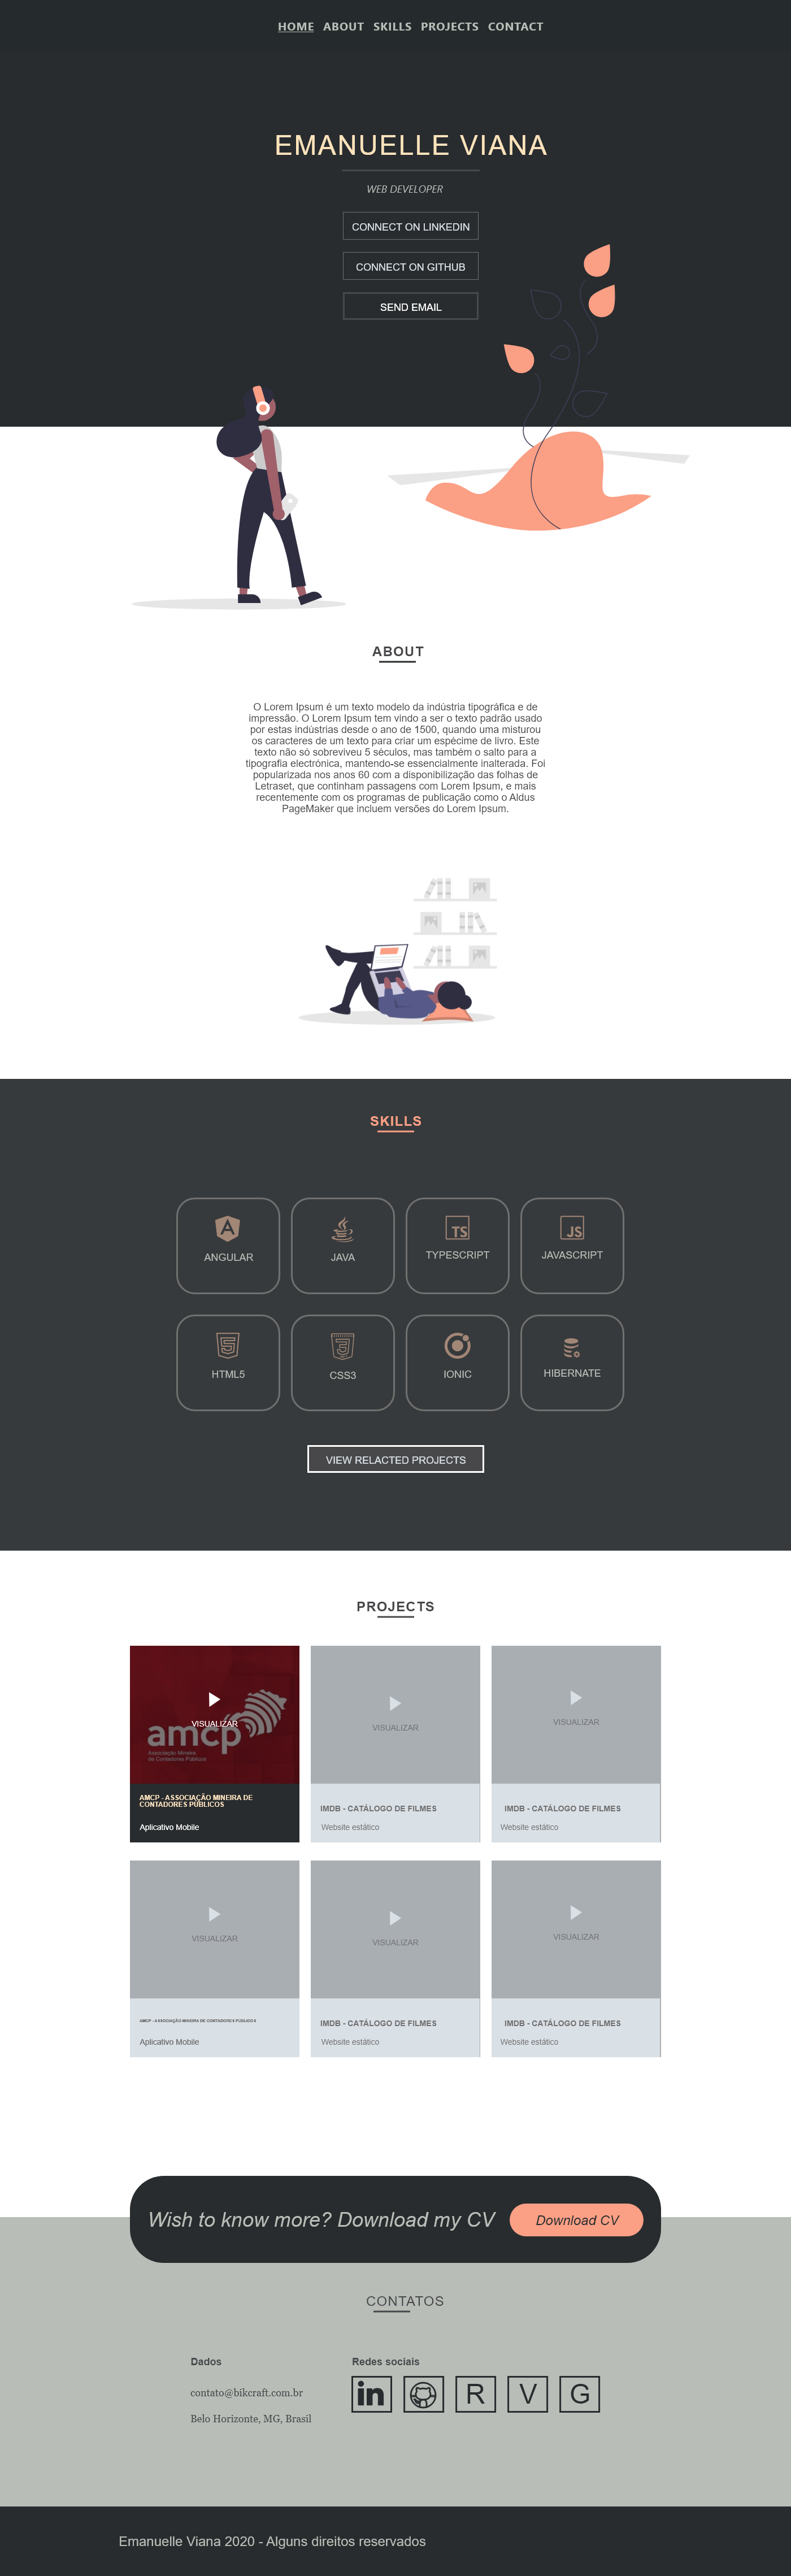 HOME ABOUT SKILLS PROJECTS CONTACT
EMANUELLE VIANA
WEB DEVELOPER
CONNECT ON LINKEDIN
CONNECT ON GITHUB
SEND EMAIL
ABOUT
O Lorem Ipsum é um texto modelo da indústria tipográfica e de
impressão. O Lorem Ipsum tem vindo a ser o texto padrão usado
por estas indústrias desde o ano de 1500, quando uma misturou
os caracteres de um texto para criar um espécime de livro. Este
texto não só sobreviveu 5 séculos, mas também o salto para a
tipografia electrónica, mantendo-se essencialmente inalterada. Foi
popularizada nos anos 60 com a disponibilização das folhas de
Letraset, que continham passagens com Lorem Ipsum, e mais
recentemente com os programas de publicação como o Aldus
PageMaker que incluem versões do Lorem Ipsum.
SKILLS
TS JS
ANGULAR JAVA TYPESCRIPT JAVASCRIPT
HTML5 CSS3 IONIC HIBERNATE
VIEW RELACTED PROJECTS
PROJECTS
VISUALIZAR VISUALIZAR VISUALIZAR
amcp
Associação Mineira
de Contadores Públicos
AMCP - ASSOCIAÇÃO MINEIRA DE
CONTADORES PÚBLICOS
Aplicativo Mobile
IMDB - CATÁLOGO DE FILMES
Website estático
IMDB - CATÁLOGO DE FILMES
Website estático
VISUALIZAR VISUALIZAR VISUALIZAR
AMCP - ASSOCIAÇÃO MINEIRA DE CONTADORES PÚBLICOS
Aplicativo Mobile
IMDB - CATÁLOGO DE FILMES
Website estático
IMDB - CATÁLOGO DE FILMES
Website estático
Wish to know more? Download my CV Download CV
CONTATOS
Dados
contato@bikcraft.com.br
Belo Horizonte, MG, Brasil
Redes sociais
in R V G
Emanuelle Viana 2020 - Alguns direitos reservados